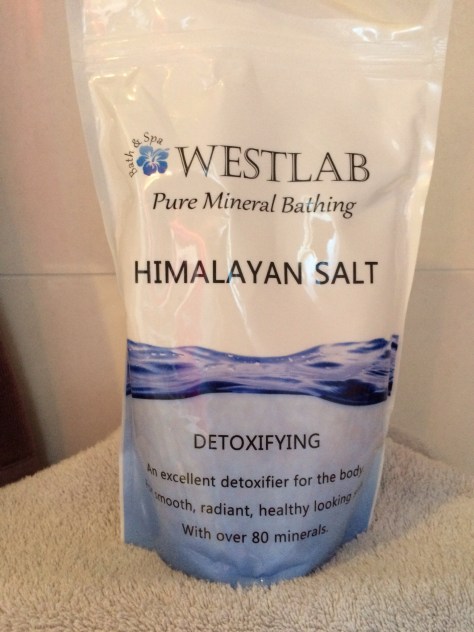 Bath & Spa
WESTLAB
Pure Mineral Bathing
HIMALAYAN SALT
DETOXIFYING
An excellent detoxifier for the body
smooth, radiant, healthy looking
With over 80 minerals.